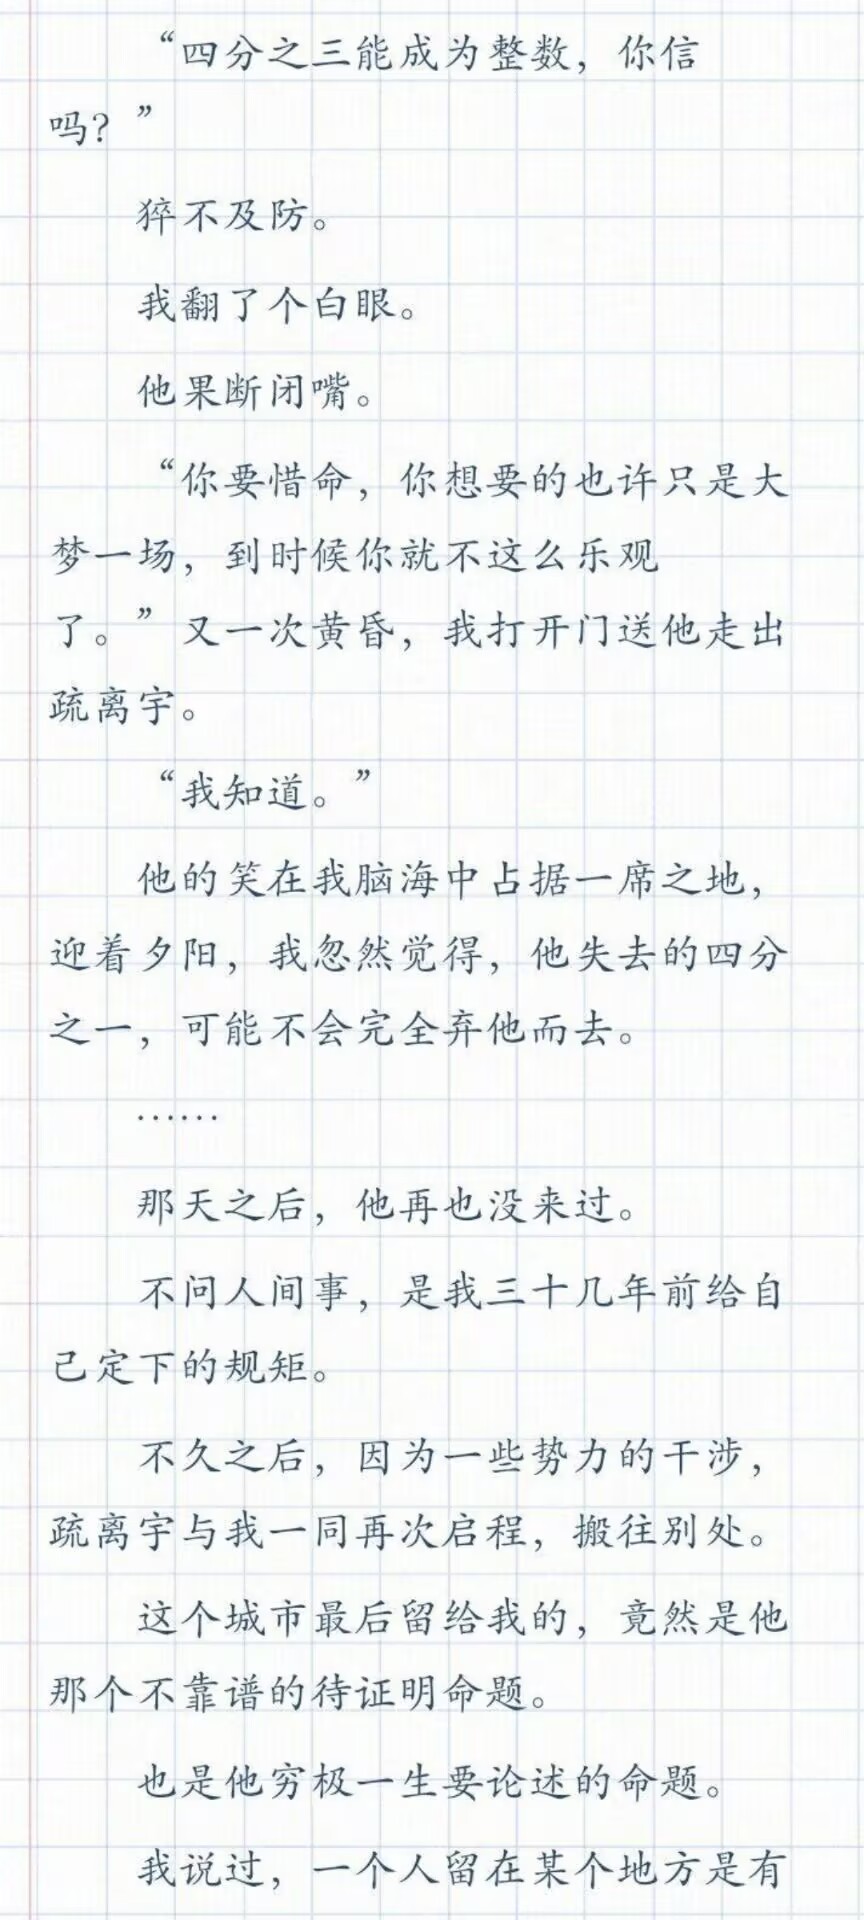 “四分之三能成为整数，你信
吗？”
猝不及防。
我翻了个白眼。
他果断闭嘴。
“你要惜命，你想要的也许只是大
梦一场，到时候你就不这么乐观
了。”又一次黄昏，我打开门送他走出
疏离宇。
“我知道。”
他的笑在我脑海中占据一席之地，
迎着夕阳，我忽然觉得，他失去的四分
之一，可能不会完全弃他而去。
……
那天之后，他再也没来过。
不问人间事，是我三十几年前给自
己定下的规矩。
不久之后，因为一些势力的干涉，
疏离宇与我一同再次启程，搬往别处。
这个城市最后留给我的，竟然是他
那个不靠谱的待证明命题。
也是他穷极一生要论述的命题。
我说过，一个人留在某个地方是有